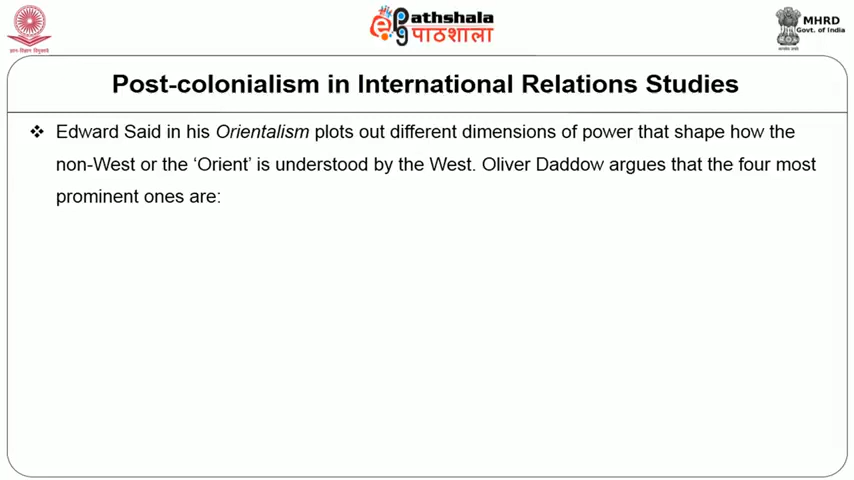 ePathshala
पाठशाला
MHRD
Govt. of India
Post-colonialism in International Relations Studies
❖ Edward Said in his Orientalism plots out different dimensions of power that shape how the
non-West or the ‘Orient’ is understood by the West. Oliver Daddow argues that the four most
prominent ones are: